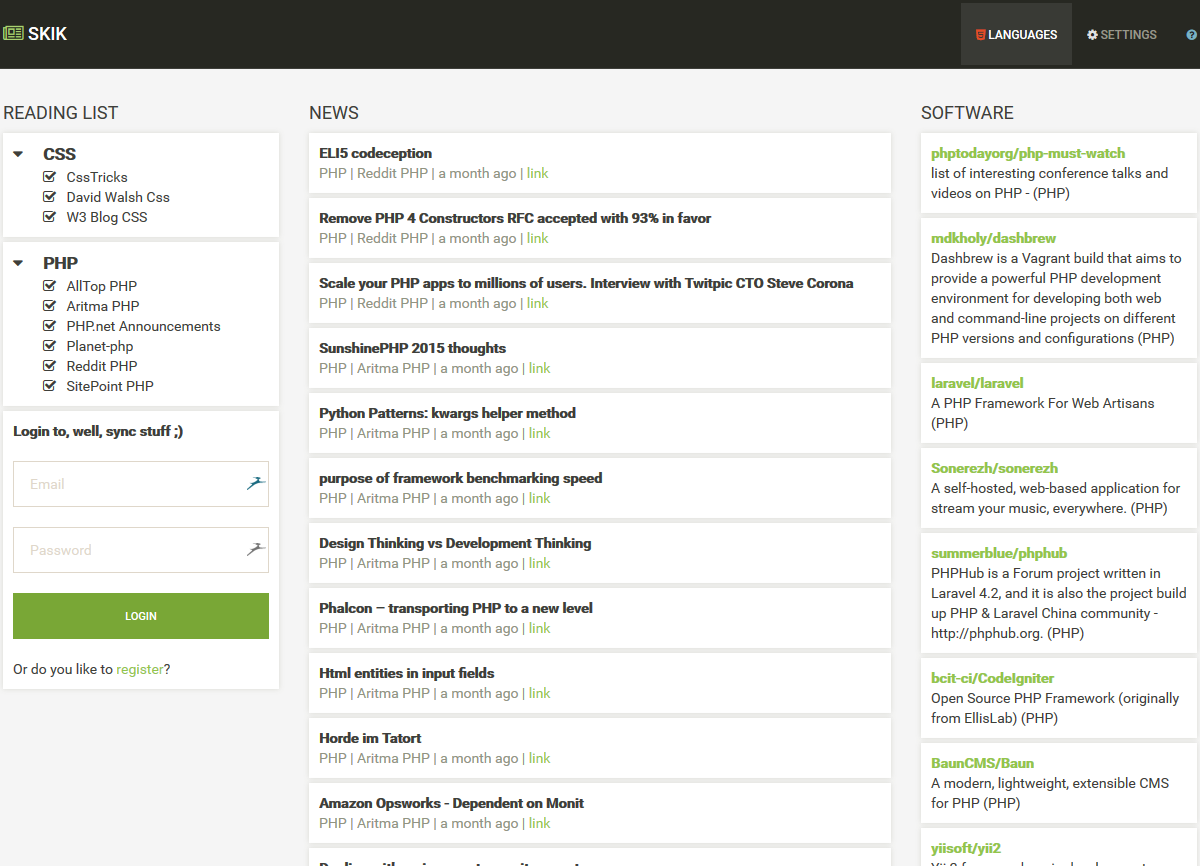 SKIK
LANGUAGES
SETTINGS
READING LIST
CSS
CssTricks
David Walsh Css
W3 Blog CSS
PHP
AllTop PHP
Aritma PHP
PHP.net Announcements
Planet-php
Reddit PHP
SitePoint PHP
Login to, well, sync stuff ;)
Email
Password
LOGIN
Or do you like to register?
NEWS
ELI5 codeception
PHP | Reddit PHP | a month ago | link
Remove PHP 4 Constructors RFC accepted with 93% in favor
PHP | Reddit PHP | a month ago | link
Scale your PHP apps to millions of users. Interview with Twitpic CTO Steve Corona
PHP | Reddit PHP | a month ago | link
SunshinePHP 2015 thoughts
PHP | Aritma PHP | a month ago | link
Python Patterns: kwargs helper method
PHP | Aritma PHP | a month ago | link
purpose of framework benchmarking speed
PHP | Aritma PHP | a month ago | link
Design Thinking vs Development Thinking
PHP | Aritma PHP | a month ago | link
Phalcon – transporting PHP to a new level
PHP | Aritma PHP | a month ago | link
Html entities in input fields
PHP | Aritma PHP | a month ago | link
Horde im Tatort
PHP | Aritma PHP | a month ago | link
Amazon Opsworks - Dependent on Monit
PHP | Aritma PHP | a month ago | link
SOFTWARE
phptodayorg/php-must-watch
list of interesting conference talks and
videos on PHP - (PHP)
mdkholy/dashbrew
Dashbrew is a Vagrant build that aims to
provide a powerful PHP development
environment for developing both web
and command-line projects on different
PHP versions and configurations (PHP)
laravel/laravel
A PHP Framework For Web Artisans
(PHP)
Sonerezh/sonerezh
A self-hosted, web-based application for
stream your music, everywhere. (PHP)
summerblue/phphub
PHPHub is a Forum project written in
Laravel 4.2, and it is also the project build
up PHP & Laravel China community -
http://phphub.org. (PHP)
bcit-ci/CodeIgniter
Open Source PHP Framework (originally
from EllisLab) (PHP)
BaunCMS/Baun
A modern, lightweight, extensible CMS
for PHP (PHP)
yiisoft/yii2